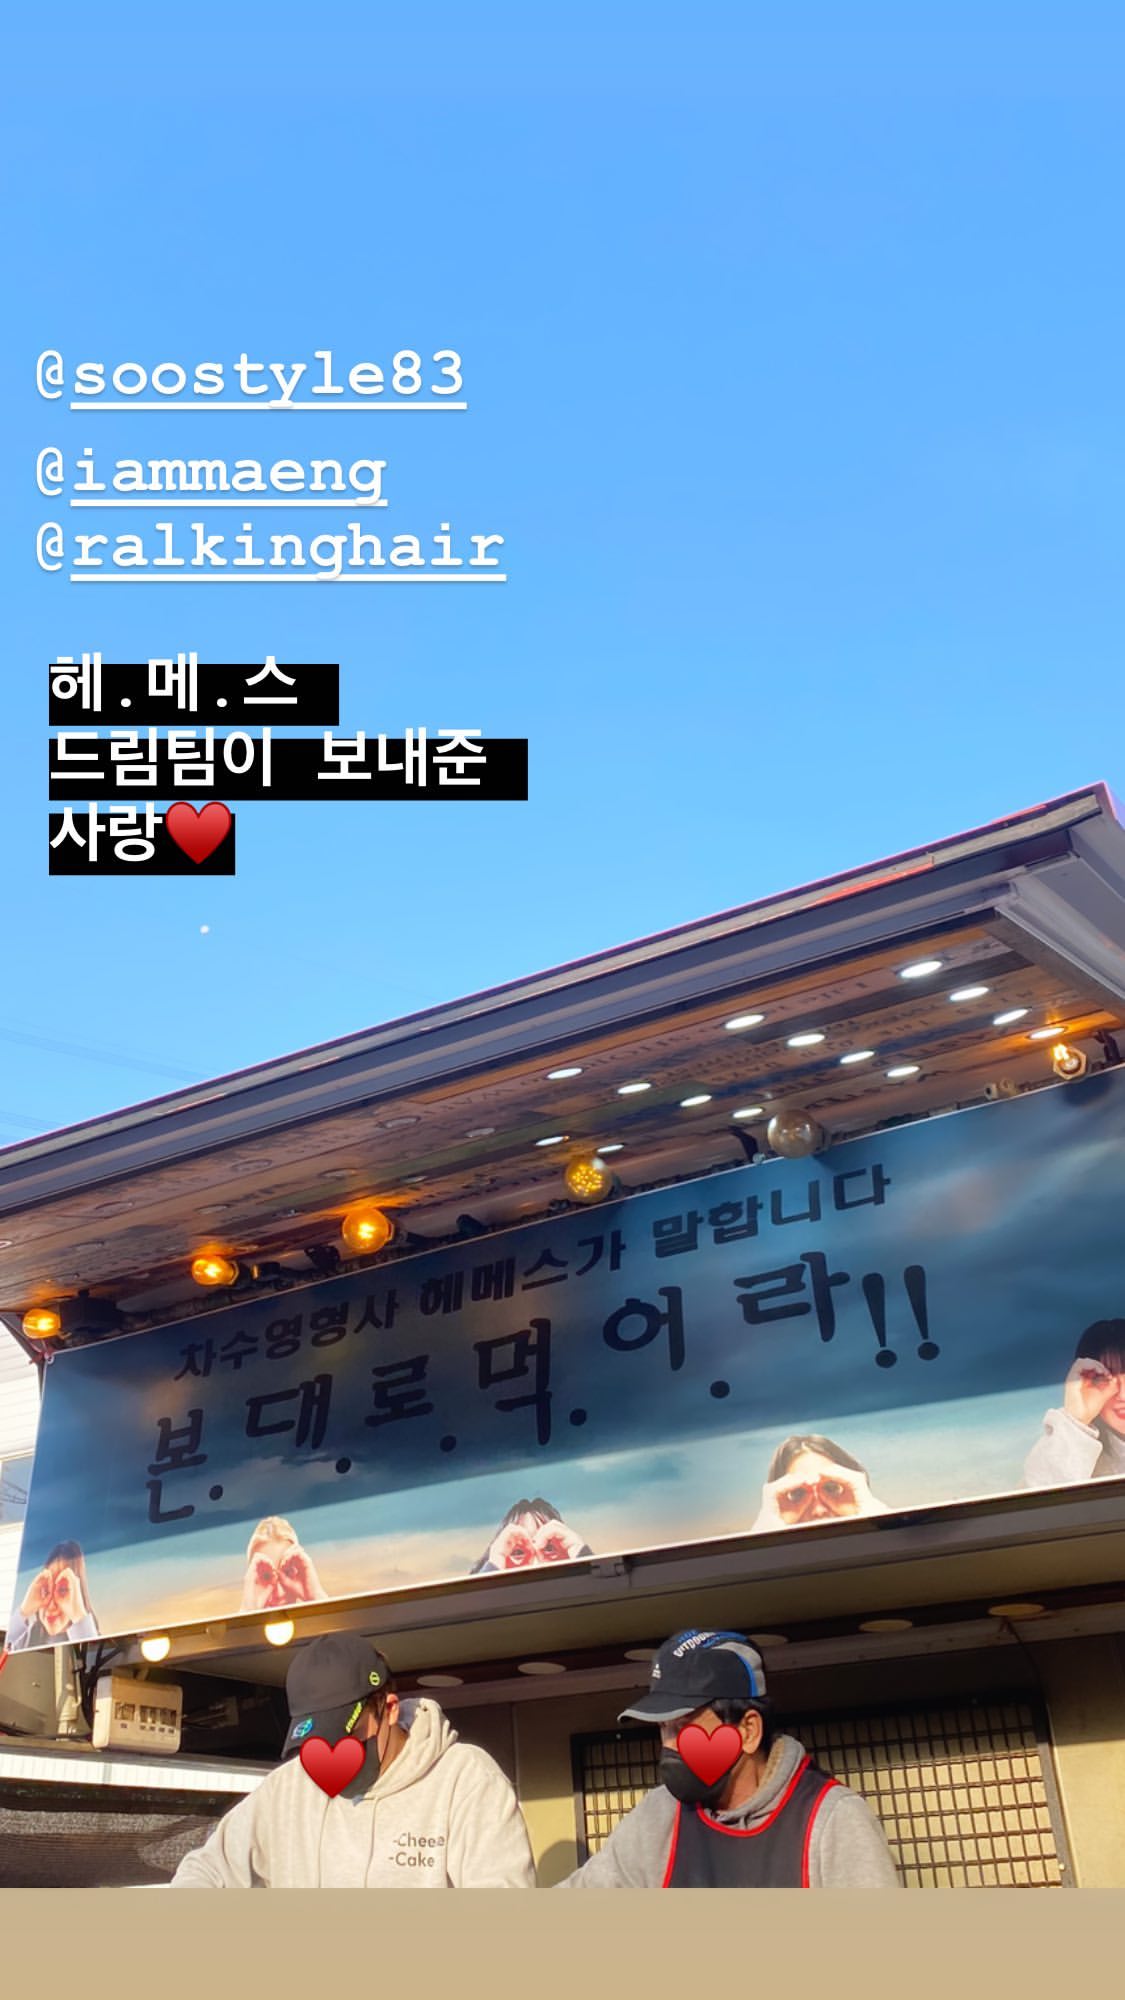 @soostyle83
@iammaeng
@ralkinghair
헤.메.스
드림팀이 보내준
사랑♥️
차수영형사 헤메스가 말합니다
본.대.로.먹.어.라!!
OUTDOOR
-Cheese
-Cake